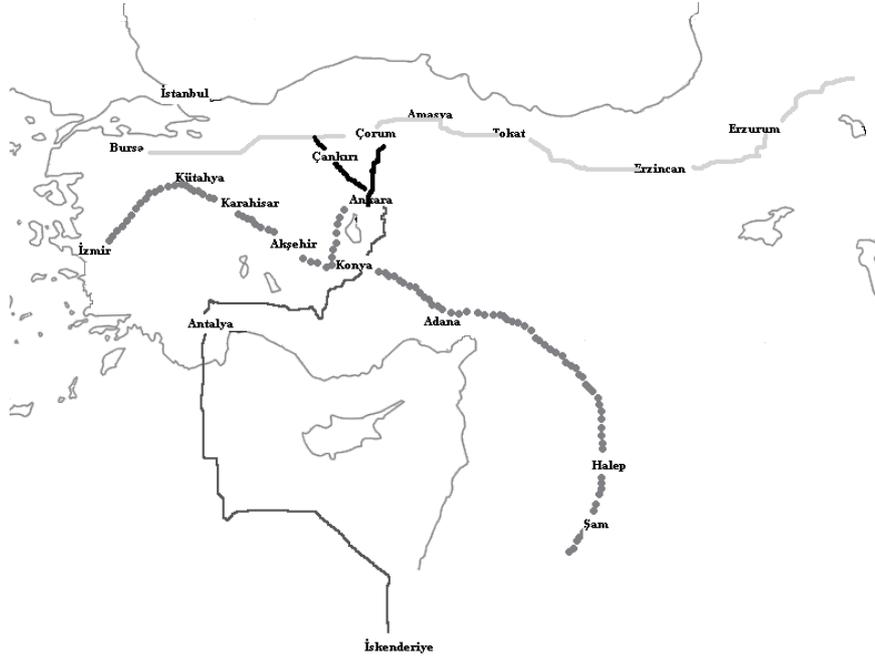 İstanbul
Amasya
Erzurum
Çorum
Tokat
Bursa
Çankırı
Erzincan
Kütahya
Ankara
Karahisar
Akşehir
İzmir
Konya
Adana
Antalya
Halep
Şam
İskenderiye